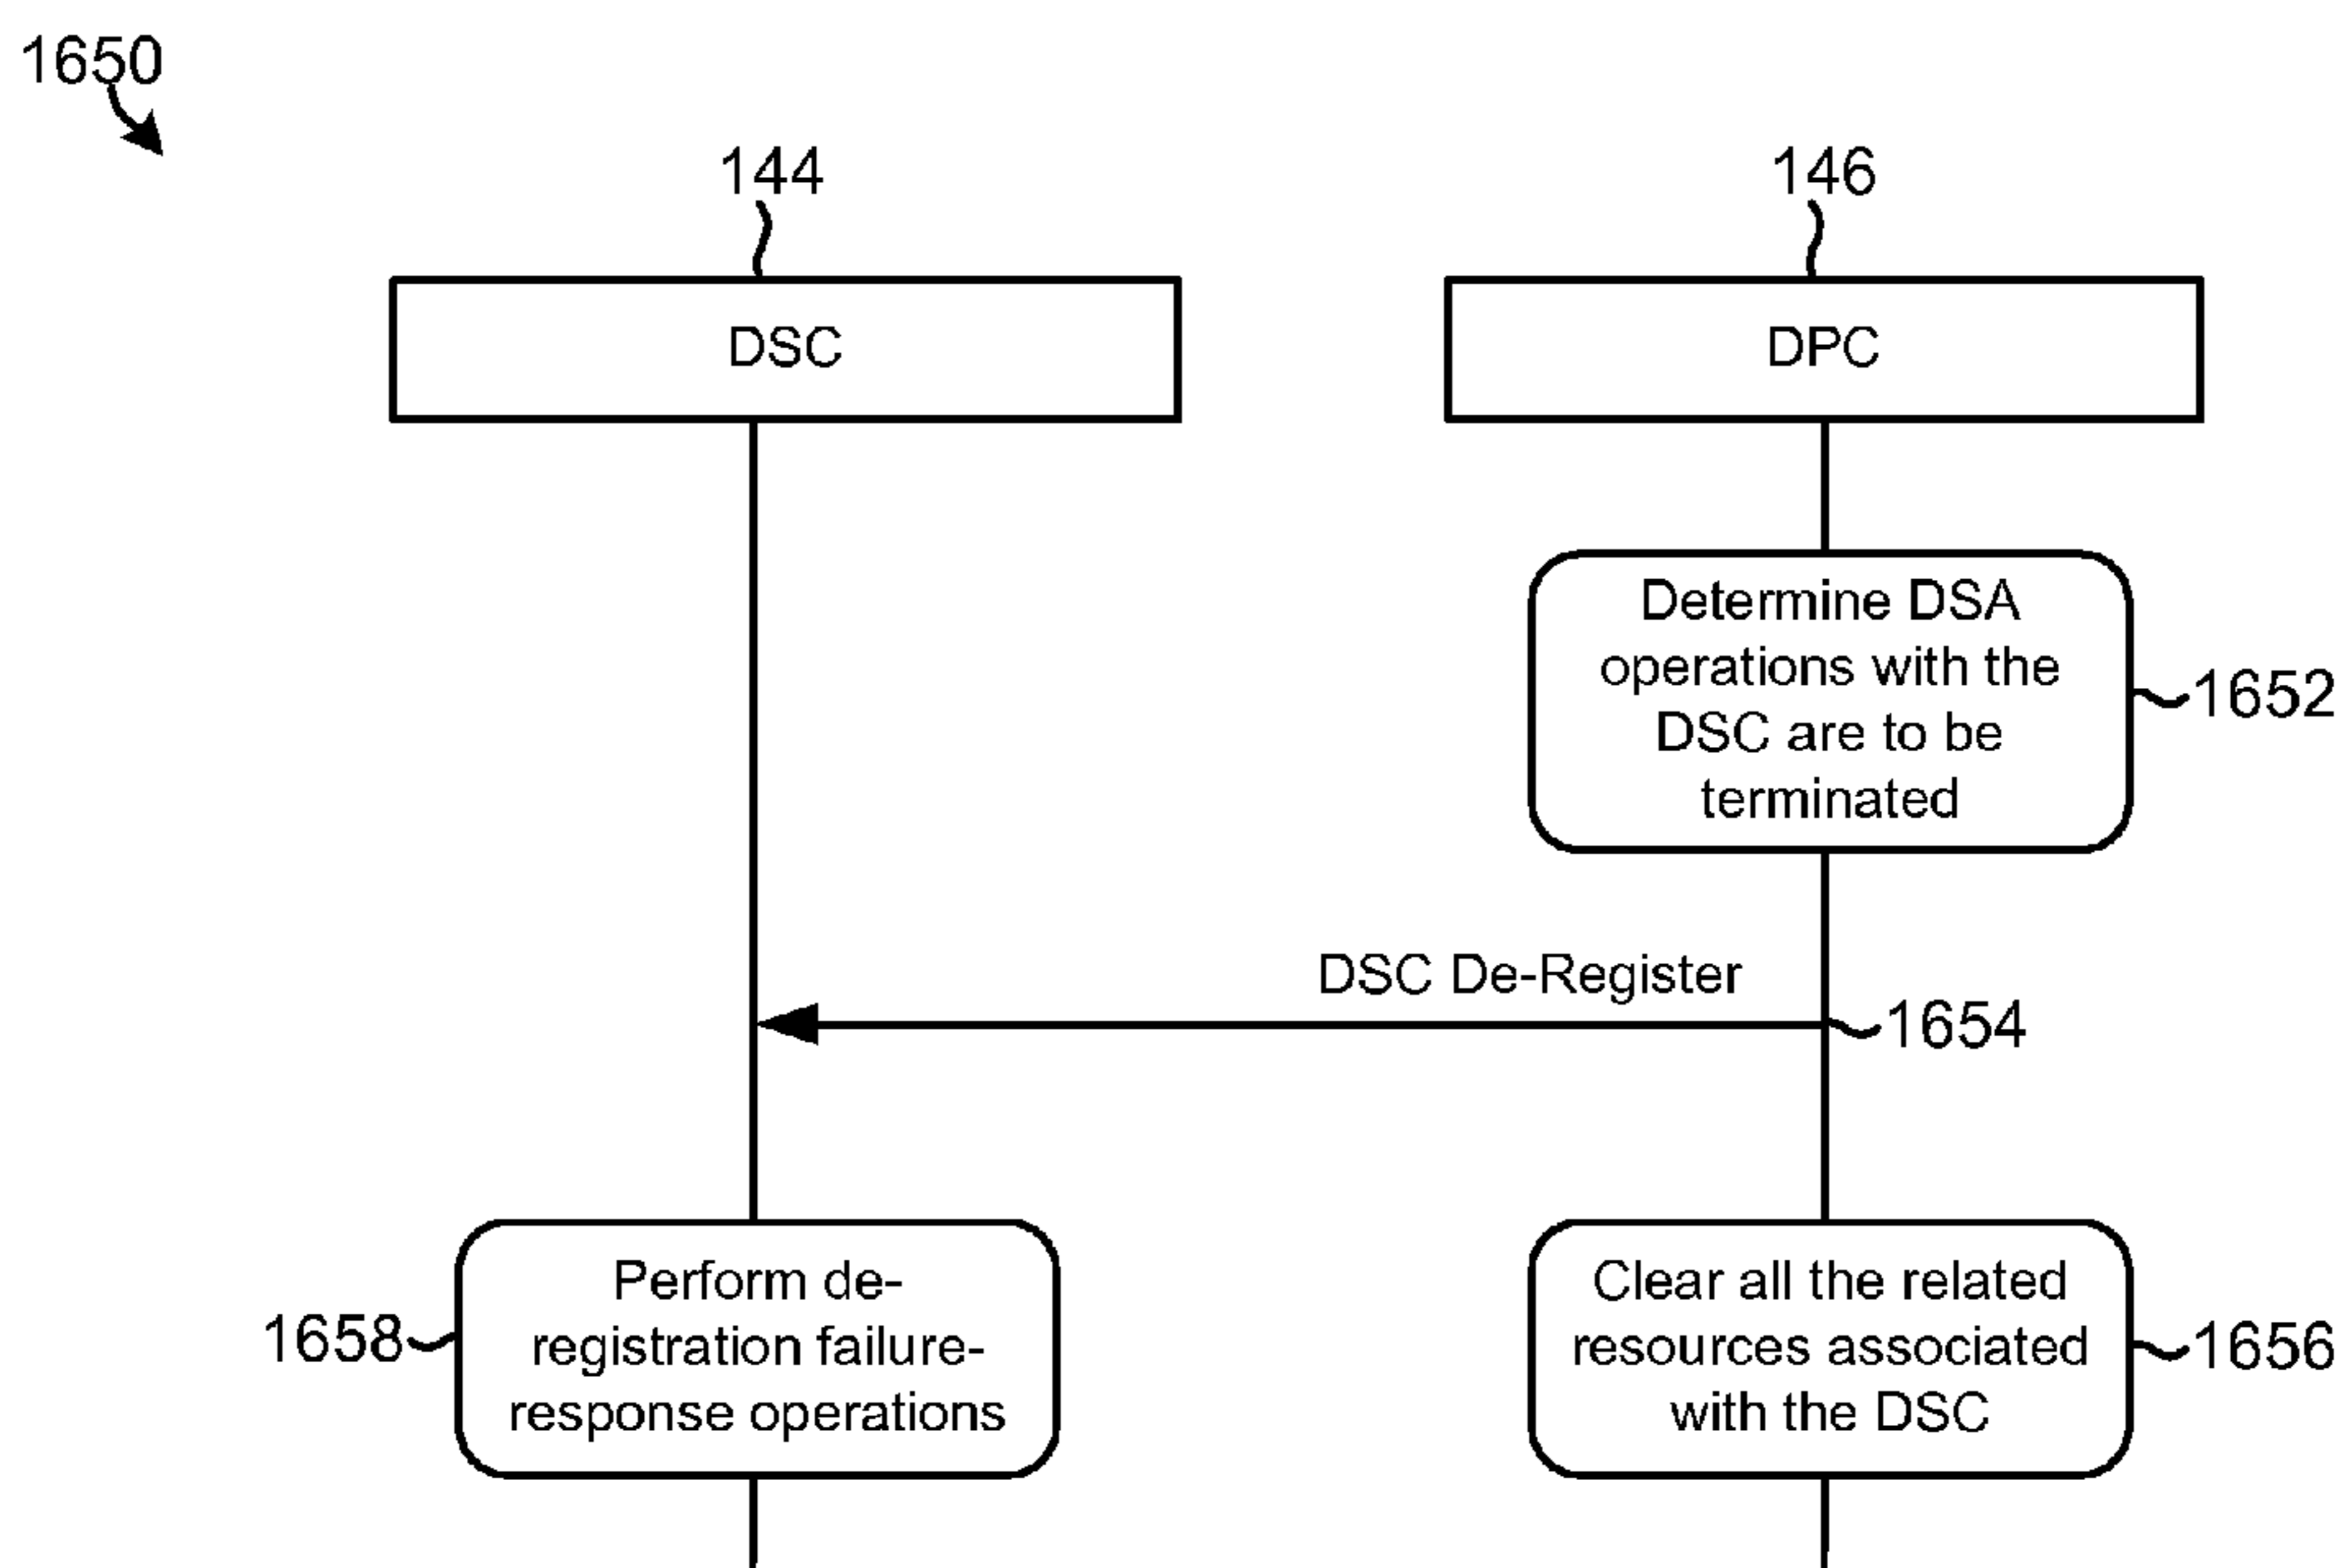 1650
144
146
DSC
DPC
Determine DSA
operations with the
DSC are to be
terminated
1652
DSC De-Register
1654
Perform de-
registration failure-
response operations
1658
Clear all the related
resources associated
with the DSC
1656